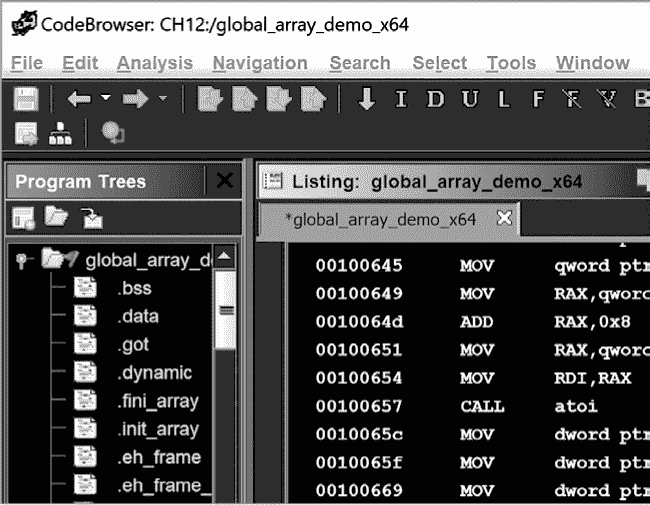 CodeBrowser: CH12:/global_array_demo_x64
File Edit Analysis Navigation Search Select Tools Window
I D U L F F V B
Program Trees
Listing: global_array_demo_x64
*global_array_demo_x64
global_array_d
.bss
.data
.got
.dynamic
.fini_array
.init_array
.eh_frame
.eh_frame_
00100645 MOV qword ptr
00100649 MOV RAX,qword
0010064d ADD RAX,0x8
00100651 MOV RAX,qword
00100654 MOV RDI,RAX
00100657 CALL atoi
0010065c MOV dword ptr
0010065f MOV dword ptr
00100669 MOV dword ptr